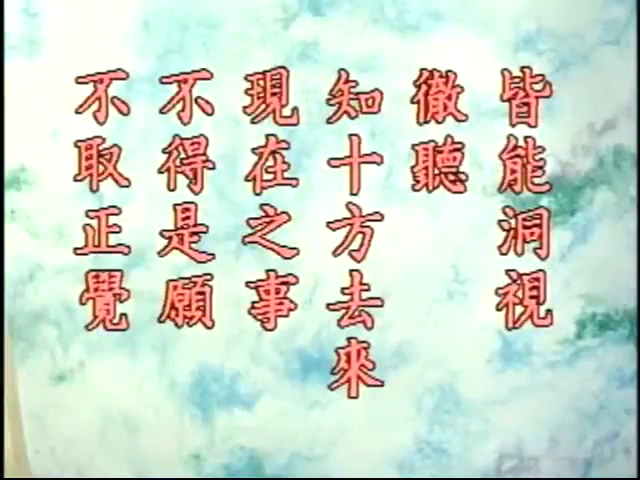 皆能洞視
徹聽
知十方去來
現在之事
不得是願
不取正覺